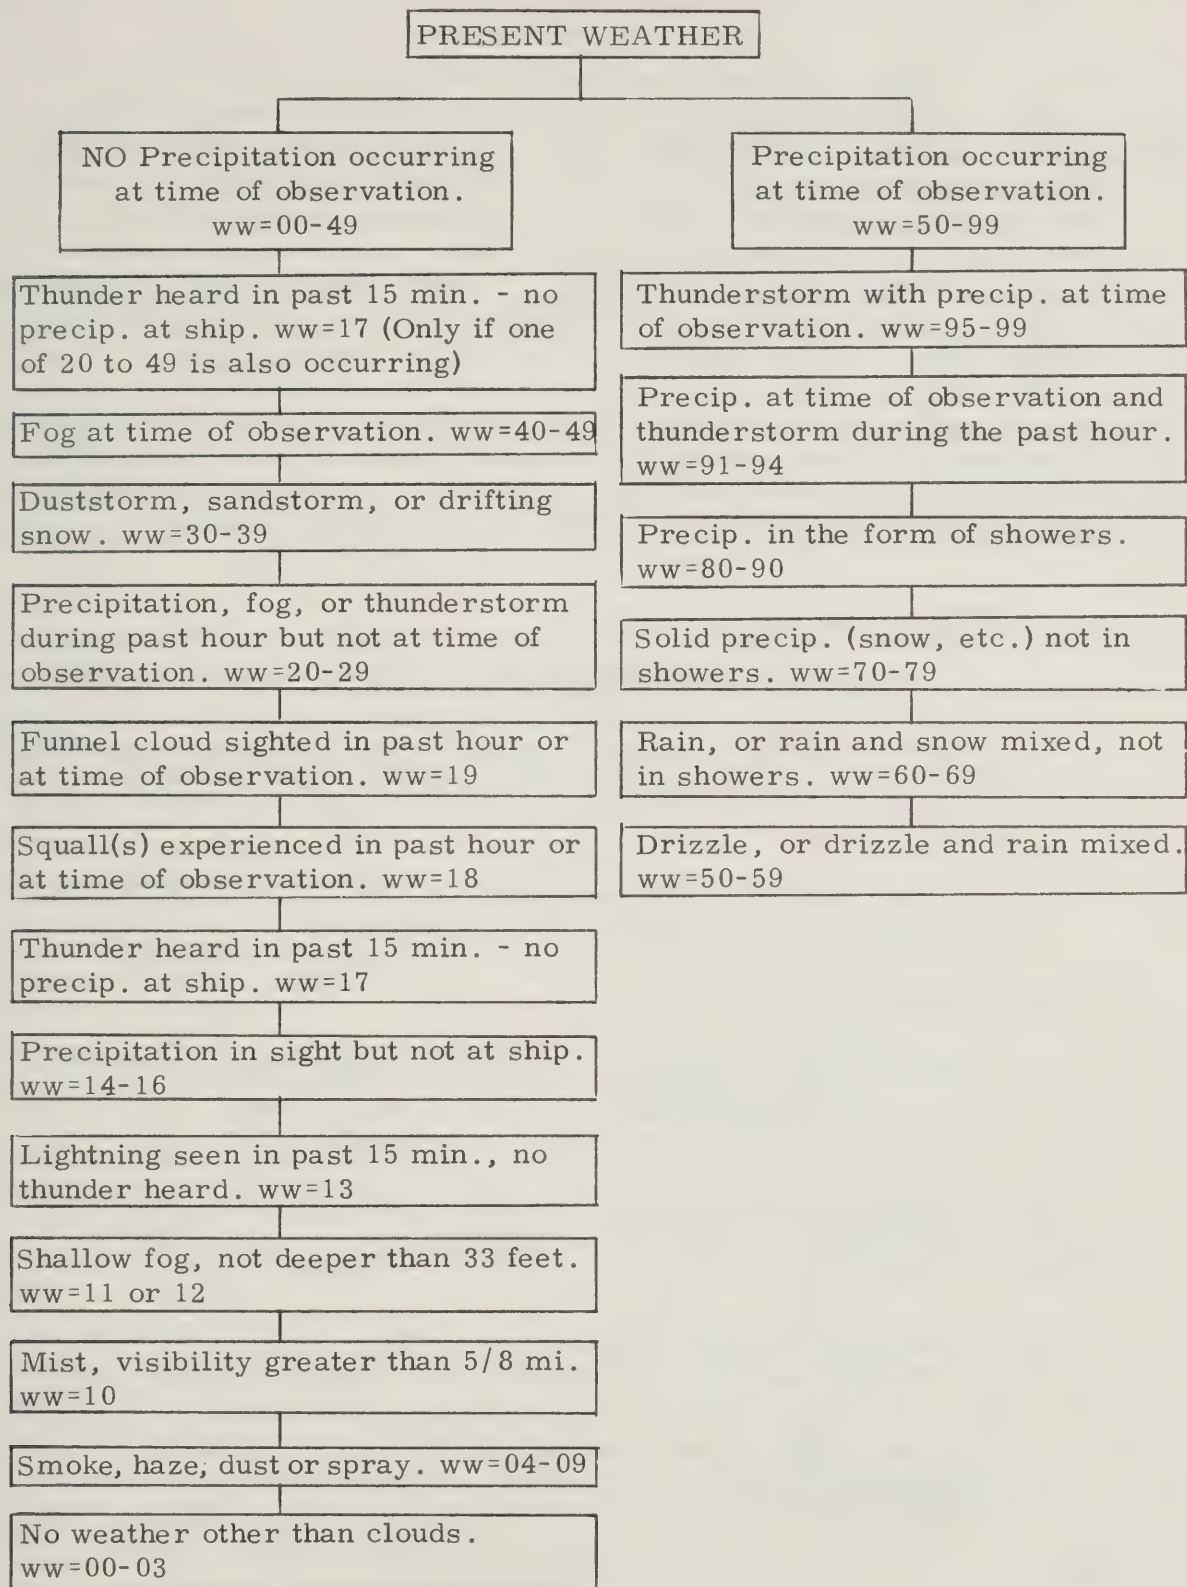 PRESENT WEATHER
NO Precipitation occurring
at time of observation.
ww=00-49
Thunder heard in past 15 min. - no
precip. at ship. ww=17 (Only if one
of 20 to 49 is also occurring)
Fog at time of observation. ww=40-49
Duststorm, sandstorm, or drifting
snow. ww=30-39
Precipitation, fog, or thunderstorm
during past hour but not at time of
observation. ww=20-29
Funnel cloud sighted in past hour or
at time of observation. ww=19
Squall(s) experienced in past hour or
at time of observation. ww=18
Thunder heard in past 15 min. - no
precip. at ship. ww=17
Precipitation in sight but not at ship.
ww=14-16
Lightning seen in past 15 min., no
thunder heard. ww=13
Shallow fog, not deeper than 33 feet.
ww=11 or 12
Mist, visibility greater than 5/8 mi.
ww=10
Smoke, haze, dust or spray. ww=04-09
No weather other than clouds.
ww=00-03
Precipitation occurring
at time of observation.
ww=50-99
Thunderstorm with precip. at time
of observation. ww=95-99
Precip. at time of observation and
thunderstorm during the past hour.
ww=91-94
Precip. in the form of showers.
ww=80-90
Solid precip. (snow, etc.) not in
showers. ww=70-79
Rain, or rain and snow mixed, not
in showers. ww=60-69
Drizzle, or drizzle and rain mixed.
ww=50-59